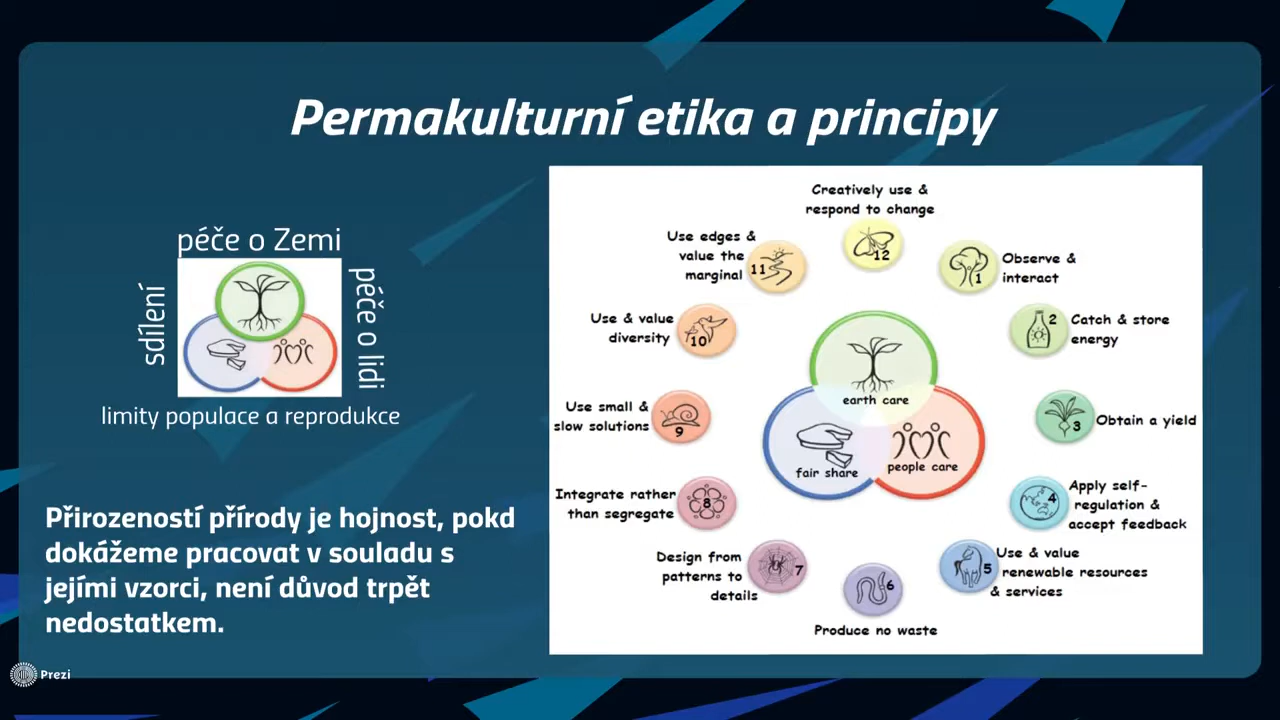 Permakulturní etika a principy
péče o Zemi
sdílení
péče o lidi
limity populace a reprodukce
Přirozeností přírody je hojnost, pokd
dokážeme pracovat v souladu s
jejími vzorci, není důvod trpět
nedostatkem.
Creatively use &
respond to change
12
Observe &
interact
1
Catch & store
energy
2
Obtain a yield
3
Apply self-
regulation &
accept feedback
4
Use & value
renewable resources
& services
5
Produce no waste
6
Design from
patterns to
details
7
Integrate rather
than segregate
8
Use small &
slow solutions
9
Use & value
diversity
10
Use edges &
value the
marginal
11
earth care
fair share
people care
Prezi